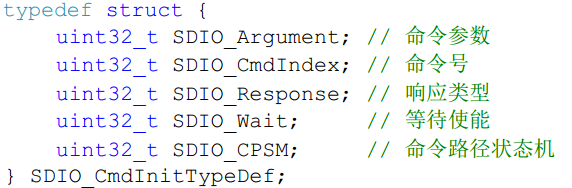 typedef struct {
    uint32_t SDIO_Argument; // 命令参数
    uint32_t SDIO_CmdIndex; // 命令号
    uint32_t SDIO_Response; // 响应类型
    uint32_t SDIO_Wait;     // 等待使能
    uint32_t SDIO_CPSM;     // 命令路径状态机
} SDIO_CmdInitTypeDef;